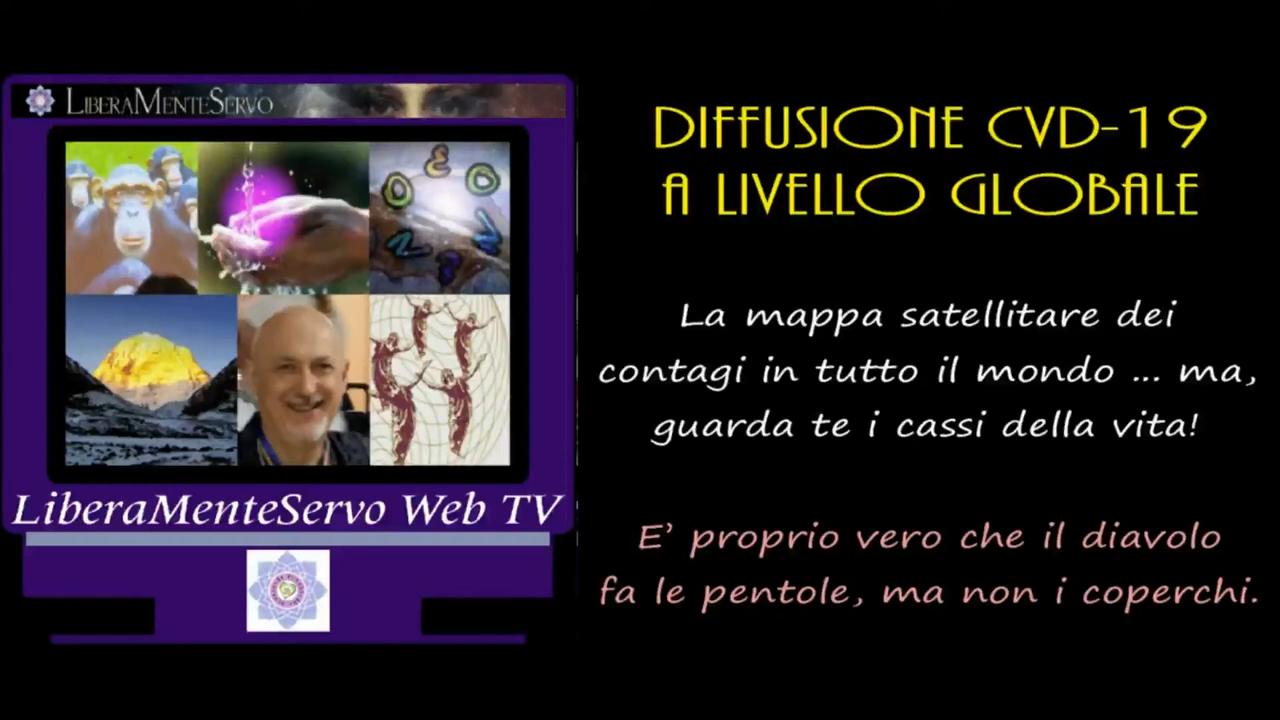 LIBERAMENTESERVO
LiberaMenteServo Web TV
DIFFUSIONE CVD-19
A LIVELLO GLOBALE
La mappa satellitare dei
contagi in tutto il mondo ... ma,
guarda te i cassi della vita!
E' proprio vero che il diavolo
fa le pentole, ma non i coperchi.